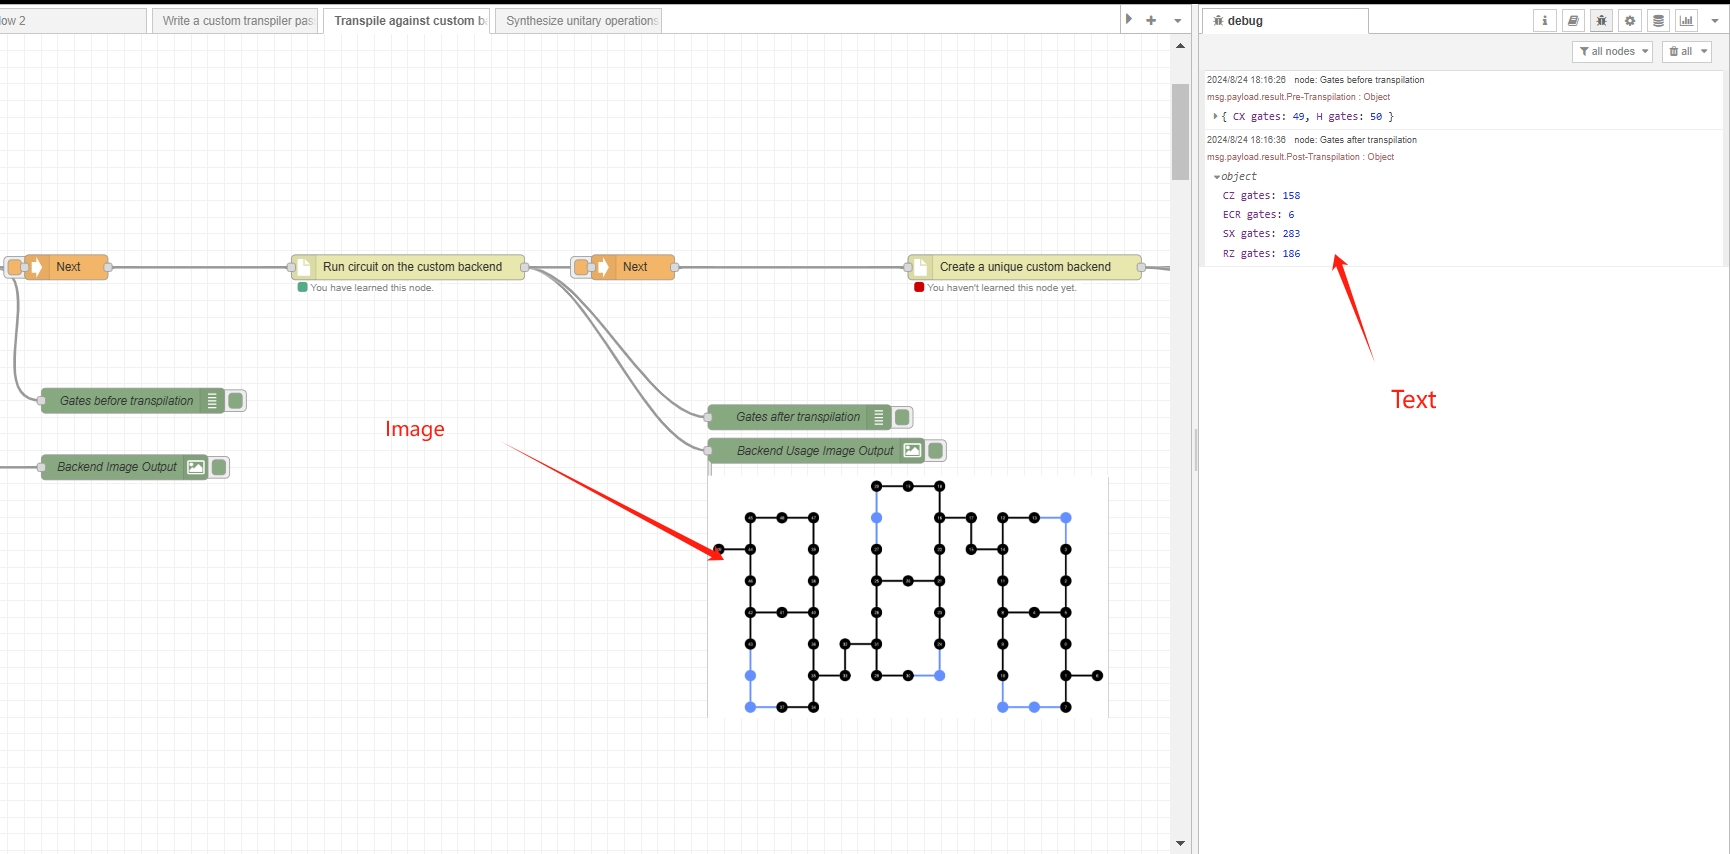 low 2
Write a custom transpiler pas
Transpile against custom b
Synthesize unitary operations
debug
all nodes
all
2024/8/24 18:16:26 node: Gates before transpilation
msg.payload.result.Pre-Transpilation : Object
{ CX gates: 49, H gates: 50 }
2024/8/24 18:16:36 node: Gates after transpilation
msg.payload.result.Post-Transpilation : Object
object
CZ gates: 158
ECR gates: 6
SX gates: 283
RZ gates: 186
Text
Next
Run circuit on the custom backend
You have learned this node.
Next
Create a unique custom backend
You haven't learned this node yet.
Gates before transpilation
Backend Image Output
Image
Gates after transpilation
Backend Usage Image Output